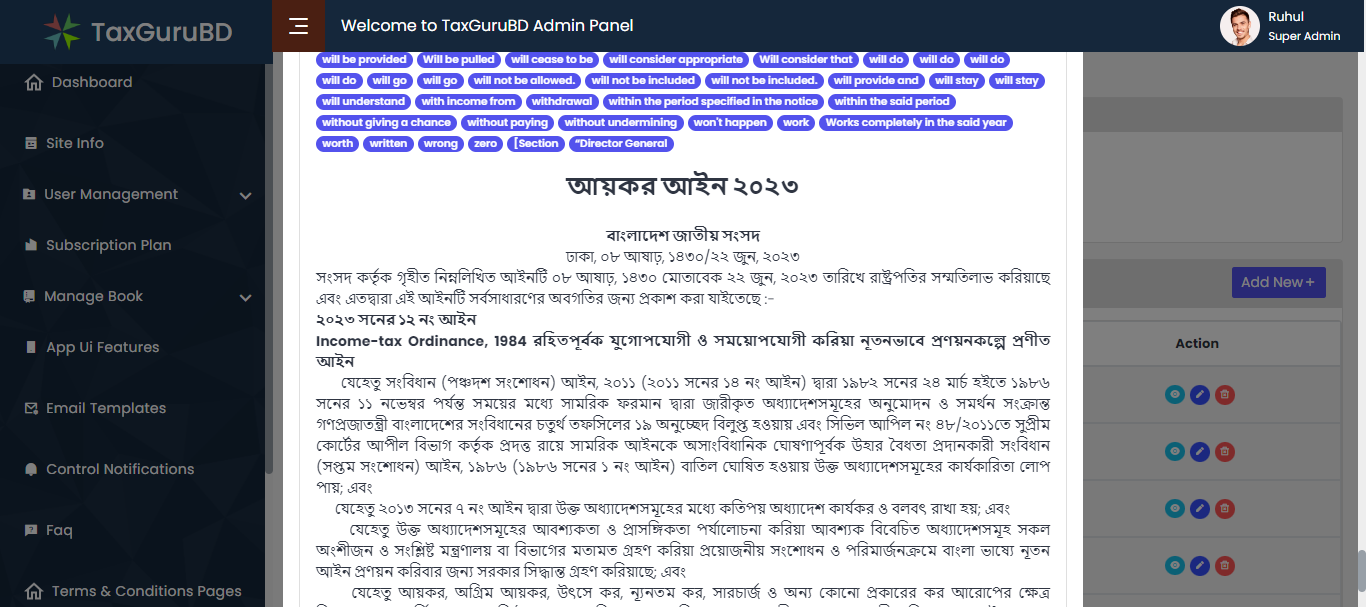 TaxGuruBD
Welcome to TaxGuruBD Admin Panel
Ruhul
Super Admin
Dashboard
Site Info
User Management
Subscription Plan
Manage Book
App Ui Features
Email Templates
Control Notifications
Faq
Terms & Conditions Pages
will be provided Will be pulled will cease to be will consider appropriate Will consider that will do will do will do
will do will go will go will not be allowed. will not be included will not be included. will provide and will stay will stay
will understand with income from withdrawal within the period specified in the notice within the said period
without giving a chance without paying without undermining won't happen work Works completely in the said year
worth written wrong zero [Section “Director General
আয়কর আইন ২০২৩
বাংলাদেশ জাতীয় সংসদ
ঢাকা, ০৮ আষাঢ়, ১৪৩০/২২ জুন, ২০২৩
সংসদ কর্তৃক গৃহীত নিম্নলিখিত আইনটি ০৮ আষাঢ়, ১৪৩০ মোতাবেক ২২ জুন, ২০২৩ তারিখে রাষ্ট্রপতির সম্মতিলাভ করিয়াছে
এবং এতদ্বারা এই আইনটি সর্বসাধারণের অবগতির জন্য প্রকাশ করা যাইতেছে :-
২০২৩ সনের ১২ নং আইন
Income-tax Ordinance, 1984 রহিতপূর্বক যুগোপযোগী ও সময়োপযোগী করিয়া নূতনভাবে প্রণয়নকল্পে প্রণীত
আইন
যেহেতু সংবিধান (পঞ্চদশ সংশোধন) আইন, ২০১১ (২০১১ সনের ১৪ নং আইন) দ্বারা ১৯৮২ সনের ২৪ মার্চ হইতে ১৯৮৬
সনের ১১ নভেম্বর পর্যন্ত সময়ের মধ্যে সামরিক ফরমান দ্বারা জারীকৃত অধ্যাদেশসমূহের অনুমোদন ও সমর্থন সংক্রান্ত
গণপ্রজাতন্ত্রী বাংলাদেশের সংবিধানের চতুর্থ তফসিলের ১৯ অনুচ্ছেদ বিলুপ্ত হওয়ায় এবং সিভিল আপিল নং ৪৮/২০১১তে সুপ্রীম
কোর্টের আপীল বিভাগ কর্তৃক প্রদত্ত রায়ে সামরিক আইনকে অসাংবিধানিক ঘোষণাপূর্বক উহার বৈধতা প্রদানকারী সংবিধান
(সপ্তম সংশোধন) আইন, ১৯৮৬ (১৯৮৬ সনের ১ নং আইন) বাতিল ঘোষিত হওয়ায় উক্ত অধ্যাদেশসমূহের কার্যকারিতা লোপ
পায়; এবং
যেহেতু ২০১৩ সনের ৭ নং আইন দ্বারা উক্ত অধ্যাদেশসমূহের মধ্যে কতিপয় অধ্যাদেশ কার্যকর ও বলবৎ রাখা হয়; এবং
যেহেতু উক্ত অধ্যাদেশসমূহের আবশ্যকতা ও প্রাসঙ্গিকতা পর্যালোচনা করিয়া আবশ্যক বিবেচিত অধ্যাদেশসমূহ সকল
অংশীজন ও সংশ্লিষ্ট মন্ত্রণালয় বা বিভাগের মতামত গ্রহণ করিয়া প্রয়োজনীয় সংশোধন ও পরিমার্জনক্রমে বাংলা ভাষ্যে নূতন
আইন প্রণয়ন করিবার জন্য সরকার সিদ্ধান্ত গ্রহণ করিয়াছে; এবং
যেহেতু আয়কর, অগ্রিম আয়কর, উৎসে কর, ন্যূনতম কর, সারচার্জ ও অন্য কোনো প্রকারের কর আরোপের ক্ষেত্র
Add New +
Action